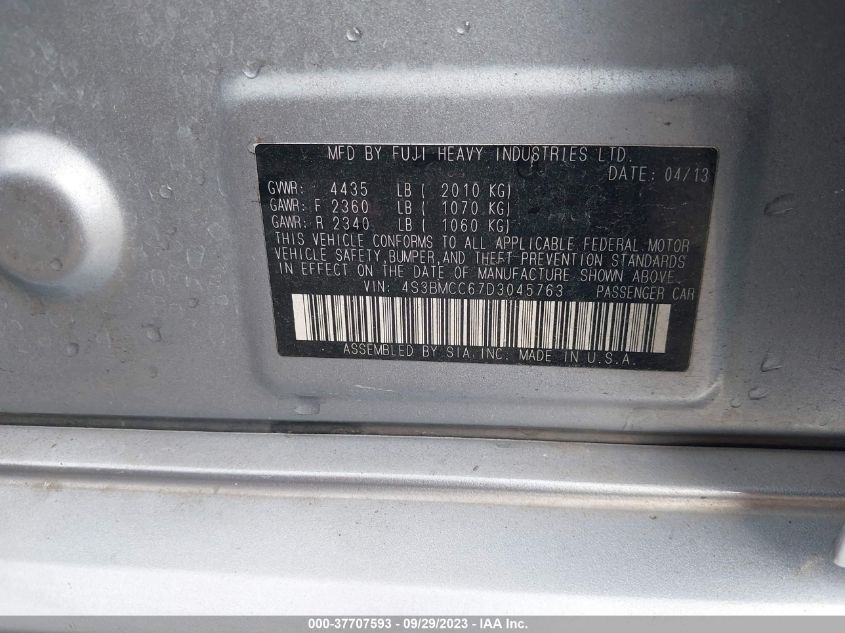 MFD BY FUJI HEAVY INDUSTRIES LTD.
DATE: 04/13
GVWR: 4435 LB ( 2010 KG)
GAWR: F 2360 LB ( 1070 KG)
GAWR: R 2340 LB ( 1060 KG)
THIS VEHICLE CONFORMS TO ALL APPLICABLE FEDERAL MOTOR
VEHICLE SAFETY, BUMPER, AND THEFT PREVENTION STANDARDS
IN EFFECT ON THE DATE OF MANUFACTURE SHOWN ABOVE.
VIN: 4S3BMCC67D3045763 PASSENGER CAR
ASSEMBLED BY SIA, INC. MADE IN U.S.A.
000-37707593 - 09/29/2023 - IAA Inc.